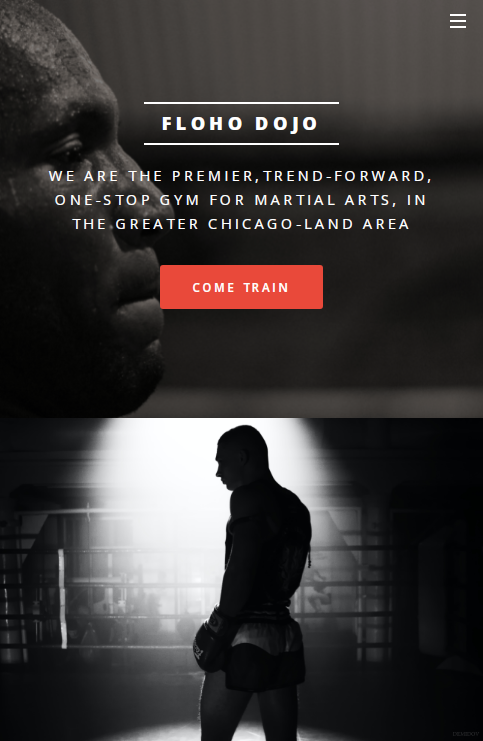 FLOHO DOJO
WE ARE THE PREMIER,TREND-FORWARD,
ONE-STOP GYM FOR MARTIAL ARTS, IN
THE GREATER CHICAGO-LAND AREA
COME TRAIN